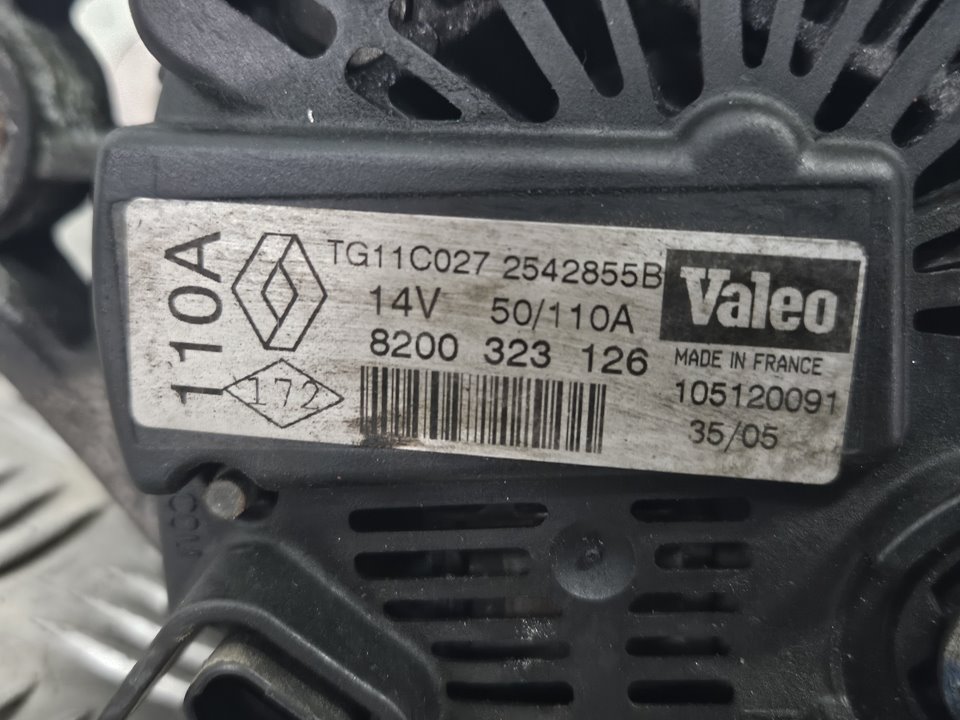 110A
TG11C027 2542855B
14V 50/110A
8200 323 126
172
Valeo
MADE IN FRANCE
105120091
35/05